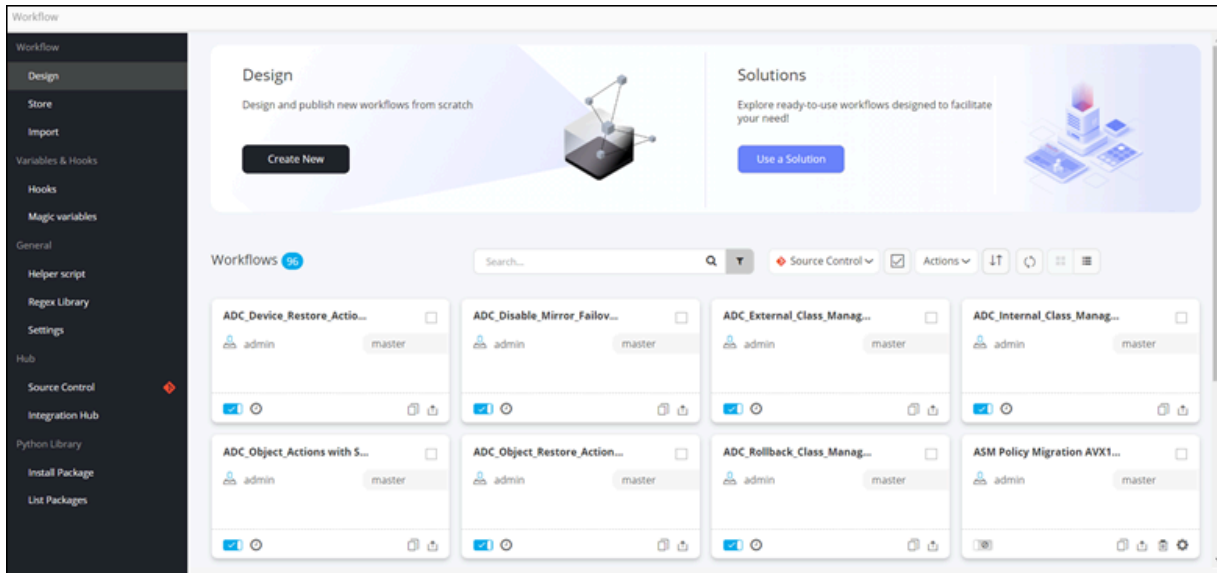 Workflow
Workflow
Design
Store
Import
Variables & Hooks
Hooks
Magic variables
General
Helper script
Regex Library
Settings
Hub
Source Control
Integration Hub
Python Library
Install Package
List Packages
Design
Design and publish new workflows from scratch
Create New
Solutions
Explore ready-to-use workflows designed to facilitate
your need!
Use a Solution
Workflows 96
Search...
Source Control
Actions
ADC_Device_Restore_Actio...
admin master
ADC_Disable_Mirror_Failov...
admin master
ADC_External_Class_Manag...
admin master
ADC_Internal_Class_Manag...
admin master
ADC_Object_Actions with S...
admin master
ADC_Object_Restore_Action...
admin master
ADC_Rollback_Class_Manag...
admin master
ASM Policy Migration AVX1...
admin master